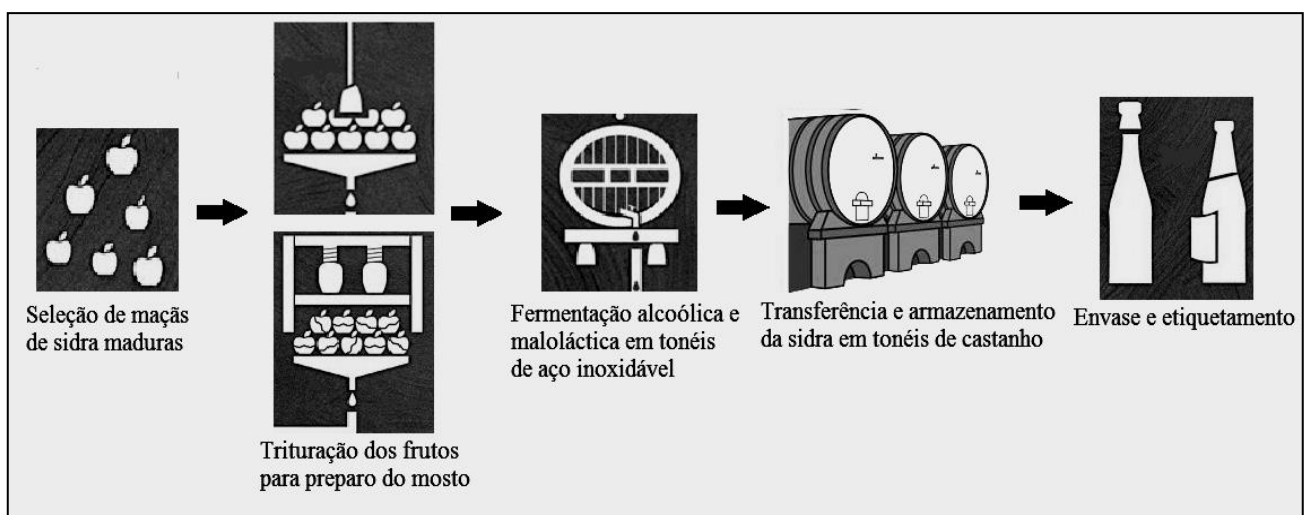 Seleção de maçãs
de sidra maduras
Trituração dos frutos
para preparo do mosto
Fermentação alcoólica e
maloláctica em tonéis
de aço inoxidável
Transferência e armazenamento
da sidra em tonéis de castanho
Envase e etiquetamento